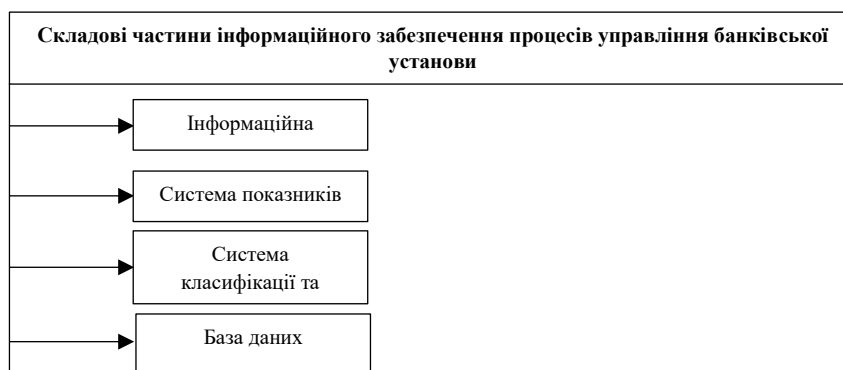 Складові частини інформаційного забезпечення процесів управління банківської
установи
Інформаційна
Система показників
Система
класифікації та
База даних